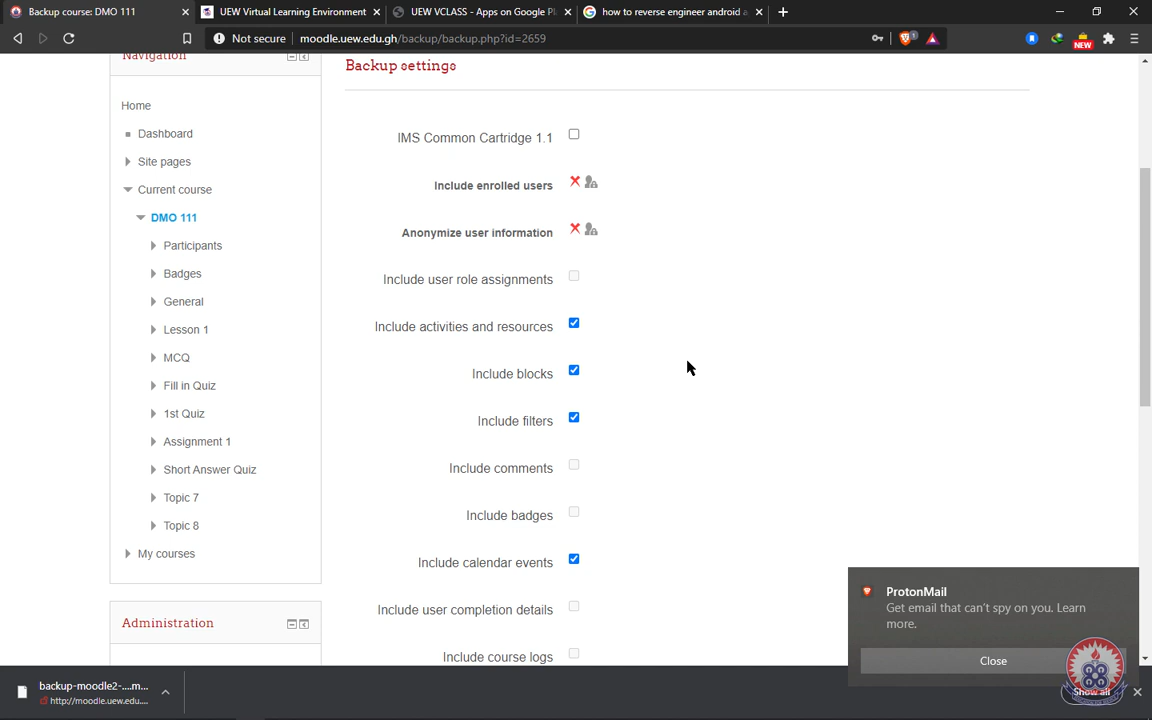 Backup course: DMO 111
UEW Virtual Learning Environment
UEW VCLASS - Apps on Google Pl
how to reverse engineer android a
Not secure
moodle.uew.edu.gh/backup/backup.php?id=2659
1
NEW
Navigation
Home
Dashboard
Site pages
Current course
DMO 111
Participants
Badges
General
Lesson 1
MCQ
Fill in Quiz
1st Quiz
Assignment 1
Short Answer Quiz
Topic 7
Topic 8
My courses
Administration
Backup settings
IMS Common Cartridge 1.1
Include enrolled users
Anonymize user information
Include user role assignments
Include activities and resources
Include blocks
Include filters
Include comments
Include badges
Include calendar events
Include user completion details
Include course logs
ProtonMail
Get email that can't spy on you. Learn
more.
Close
backup-moodle2-....m...
http://moodle.uew.edu....
Show all